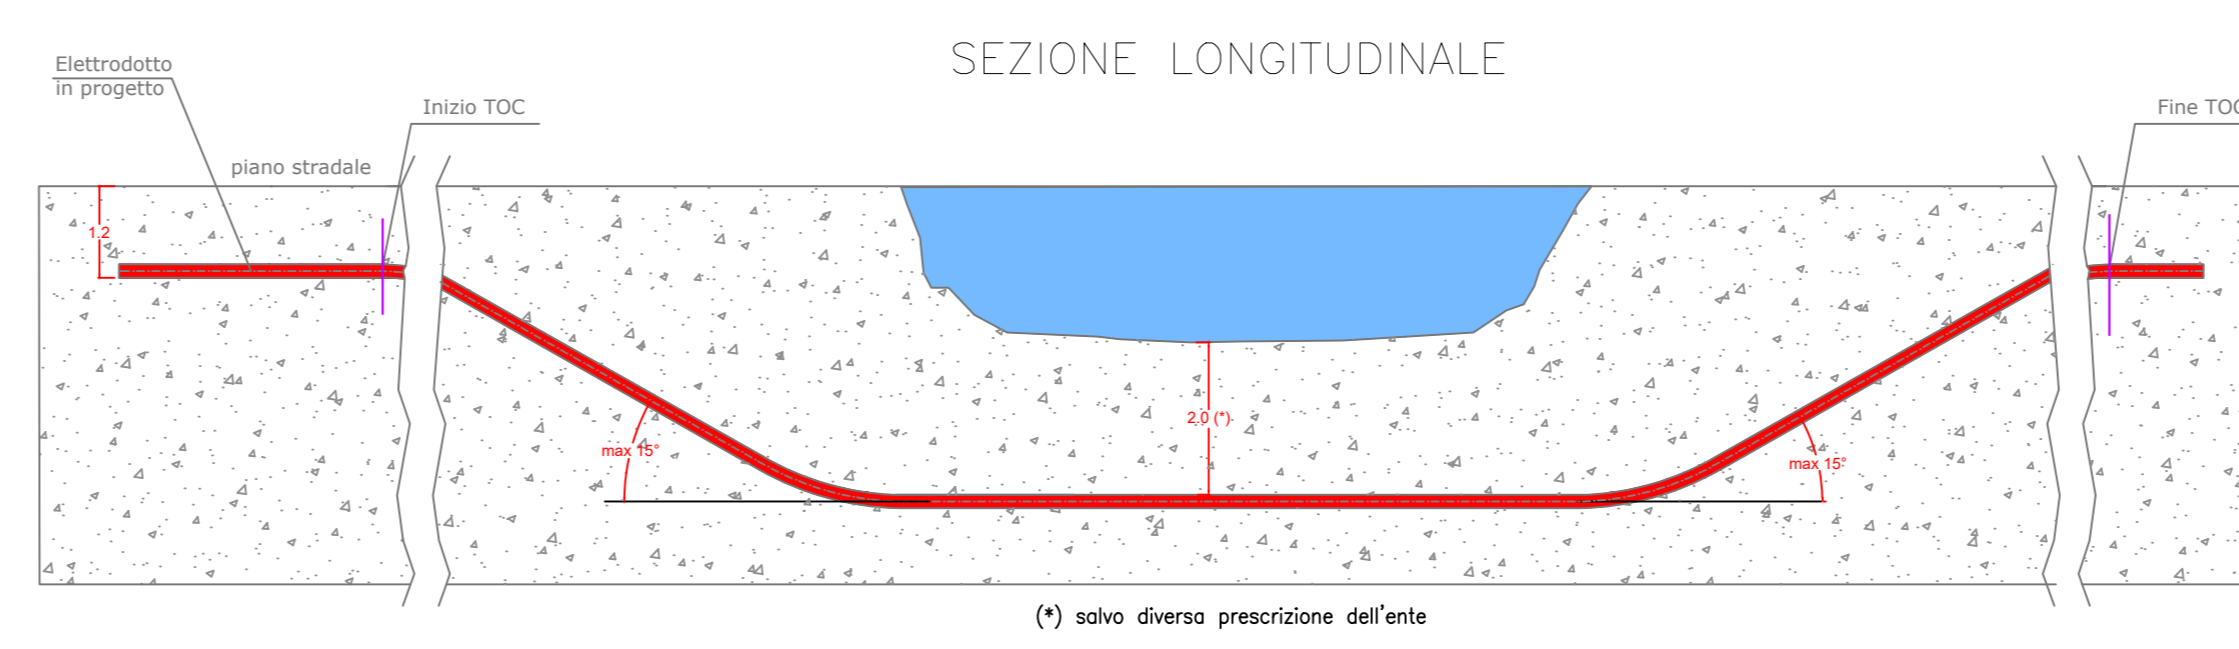 SEZIONE LONGITUDINALE
Elettrodotto
in progetto
Inizio TOC
Fine TOC
piano stradale
1.2
2.0 (*)
max 15°
max 15°
(*) salvo diversa prescrizione dell'ente